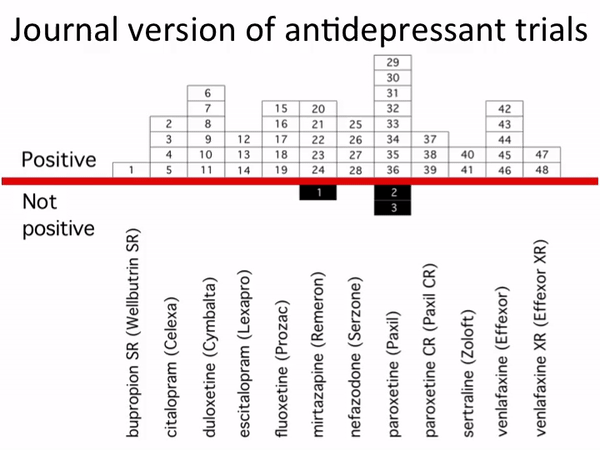 Journal version of antidepressant trials
29
30
6 31
7 15 20 32 42
2 8 16 21 25 33 43
3 9 12 17 22 26 34 37 44
Positive 4 10 13 18 23 27 35 38 40 45 47
1 5 11 14 19 24 28 36 39 41 46 48
Not 1 2
positive 3
bupropion SR (Wellbutrin SR)
citalopram (Celexa)
duloxetine (Cymbalta)
escitalopram (Lexapro)
fluoxetine (Prozac)
mirtazapine (Remeron)
nefazodone (Serzone)
paroxetine (Paxil)
paroxetine CR (Paxil CR)
sertraline (Zoloft)
venlafaxine (Effexor)
venlafaxine XR (Effexor XR)